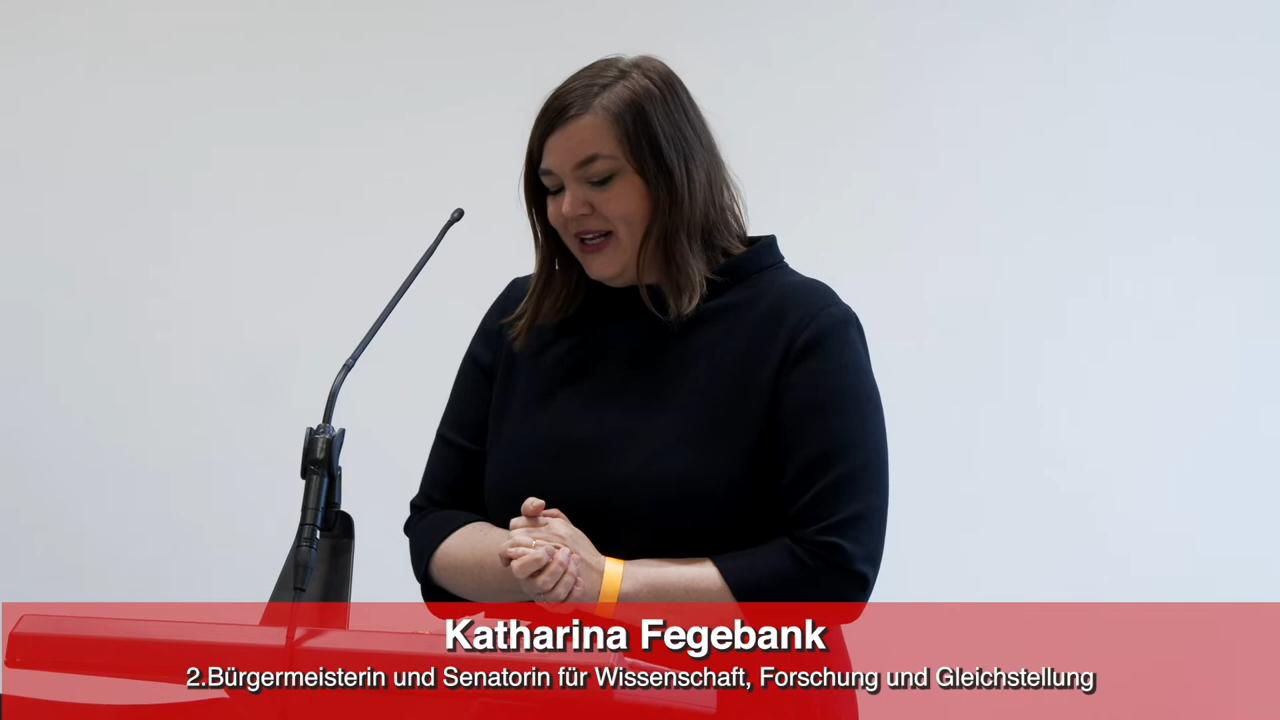 Katharina Fegebank
2.Bürgermeisterin und Senatorin für Wissenschaft, Forschung und Gleichstellung